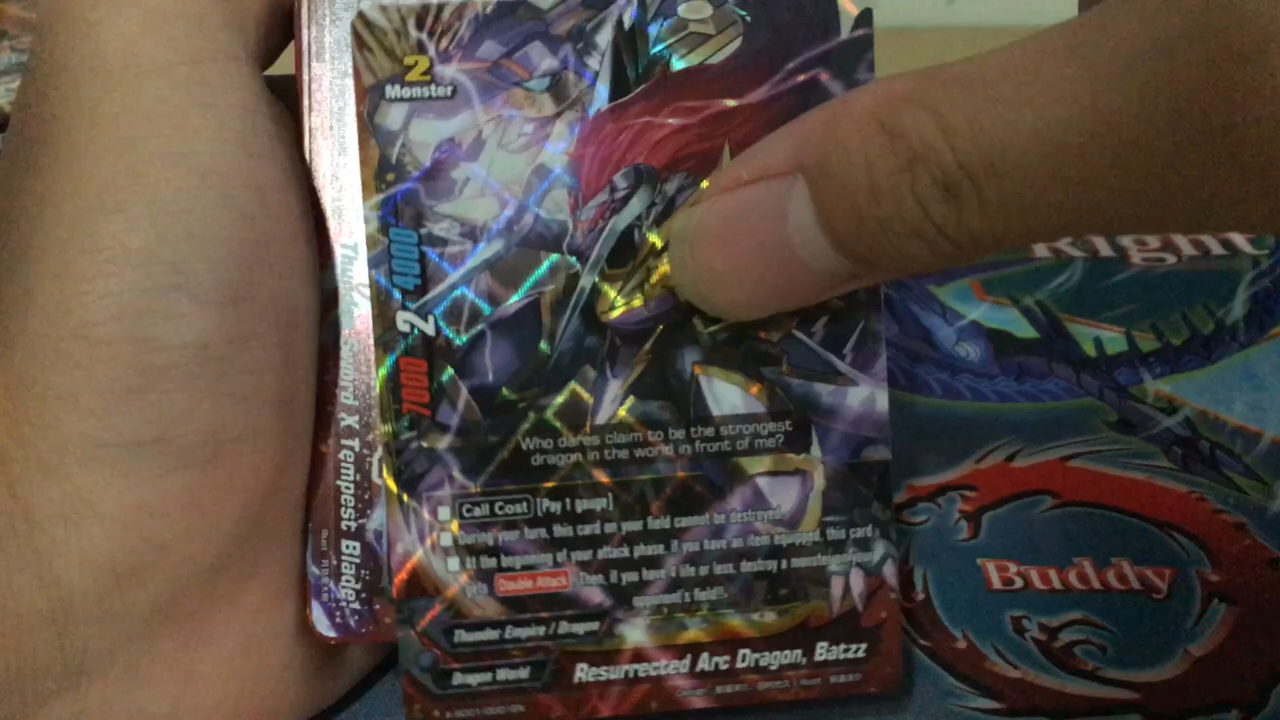 2
Monster
4000
2
7000
Who dares claim to be the strongest
dragon in the world in front of me?
Call Cost [Pay 1 gauge]
During your turn, this card on your field cannot be destroyed.
At the beginning of your attack phase, if you have an item equipped, this card
gets Double Attack! Then, if you have 4 life or less, destroy a monster on your
opponent's field!
Thunder Empire / Dragon
Dragon World
Resurrected Arc Dragon, Batzz
X Tempest Blade!
Right
Buddy